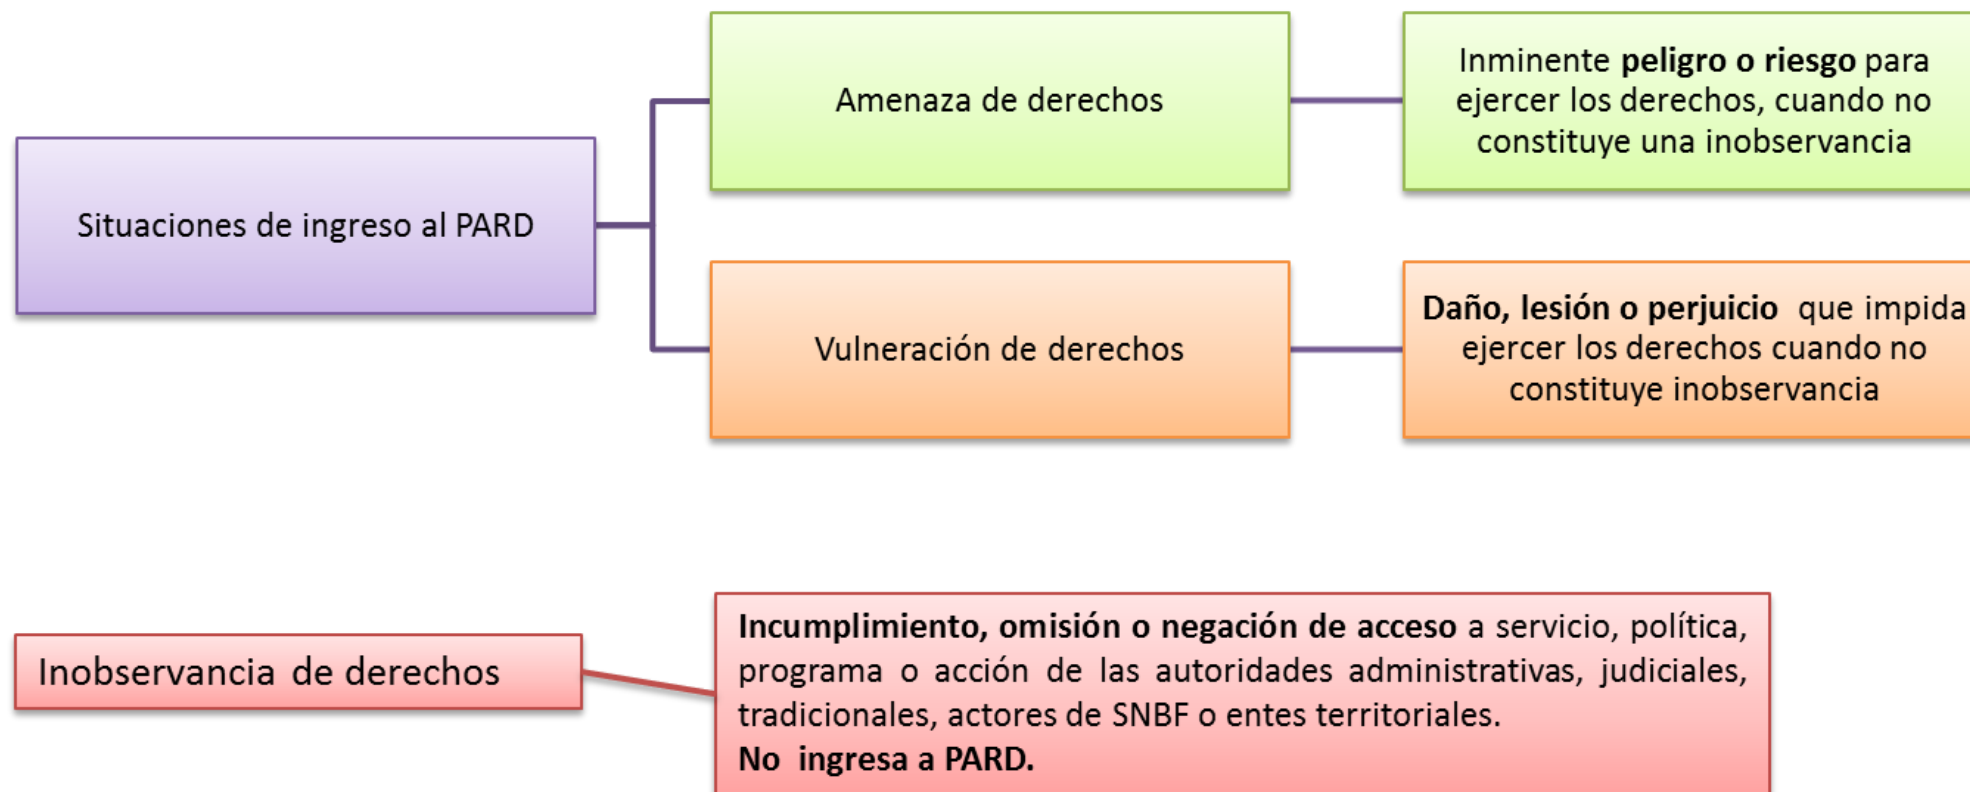 Situaciones de ingreso al PARD
Amenaza de derechos
Inminente peligro o riesgo para
ejercer los derechos, cuando no
constituye una inobservancia
Vulneración de derechos
Daño, lesión o perjuicio que impida
ejercer los derechos cuando no
constituye inobservancia
Inobservancia de derechos
Incumplimiento, omisión o negación de acceso a servicio, política,
programa o acción de las autoridades administrativas, judiciales,
tradicionales, actores de SNBF o entes territoriales.
No ingresa a PARD.